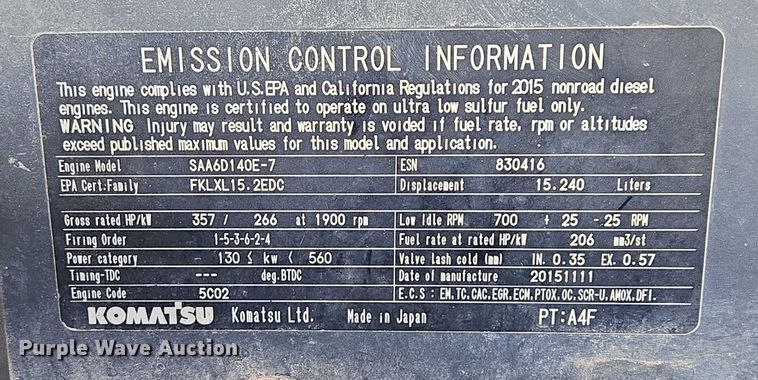 EMISSION CONTROL INFORMATION
This engine complies with U.S.EPA and California Regulations for 2015 nonroad diesel
engines. This engine is certified to operate on ultra low sulfur fuel only.
WARNING Injury may result and warranty is voided if fuel rate, rpm or altitudes
exceed published maximum values for this model and application.
Engine Model SAA6D140E-7 ESN 830416
EPA Cert.Family FKLXL15.2EDC Displacement 15.240 Liters
Gross rated HP/kW 357/ 266 at 1900 rpm Low Idle RPM 700 + 25 - 25 RPM
Firing Order 1-5-3-6-2-4 Fuel rate at rated HP/kW 206 mm3/st
Power category 130 ≤ kw < 560 Valve lash cold (mm) IN. 0.35 EX. 0.57
Timing-TDC --- deg.BTDC Date of manufacture 20151111
Engine Code 5C02 E.C.S : EM.TC.CAC.EGR.ECM.PTOX.OC.SCR-U.AMOX.DFI.
KOMATSU Komatsu Ltd. Made in Japan PT:A4F
Purple Wave Auction